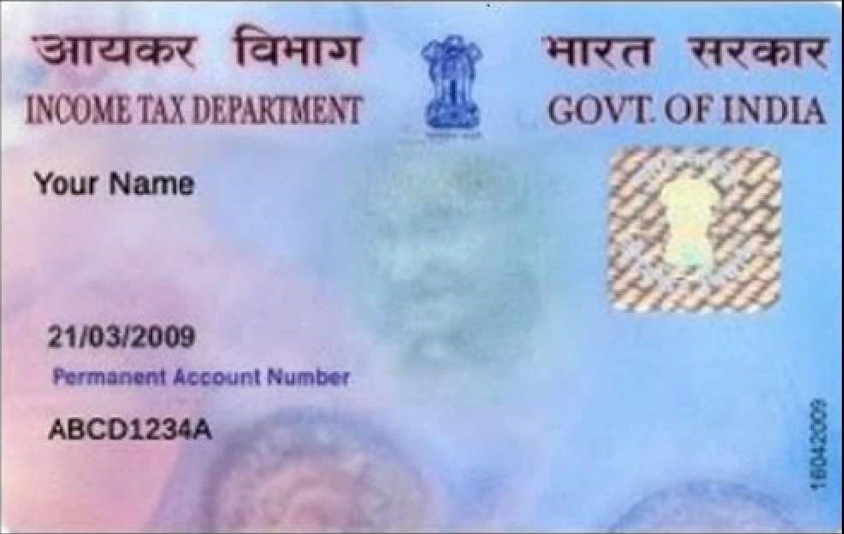 आयकर विभाग
भारत सरकार
INCOME TAX DEPARTMENT
GOVT. OF INDIA
Your Name
21/03/2009
Permanent Account Number
ABCD1234A
16042009